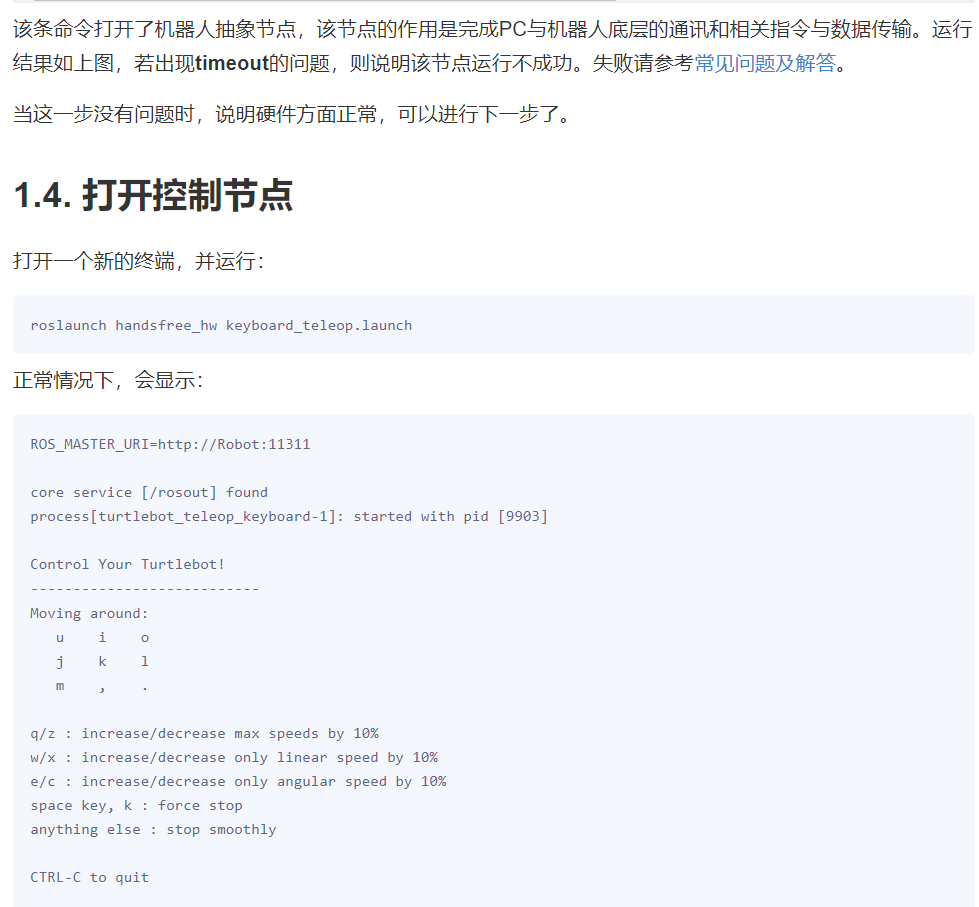 该条命令打开了机器人抽象节点，该节点的作用是完成PC与机器人底层的通讯和相关指令与数据传输。运行
结果如上图，若出现timeout的问题，则说明该节点运行不成功。失败请参考常见问题及解答。
当这一步没有问题时，说明硬件方面正常，可以进行下一步了。
1.4. 打开控制节点
打开一个新的终端，并运行：
roslaunch handsfree_hw keyboard_teleop.launch
正常情况下，会显示：
ROS_MASTER_URI=http://Robot:11311
core service [/rosout] found
process[turtlebot_teleop_keyboard-1]: started with pid [9903]
Control Your Turtlebot!
---------------------------
Moving around:
u    i    o
j    k    l
m    ,    .
q/z : increase/decrease max speeds by 10%
w/x : increase/decrease only linear speed by 10%
e/c : increase/decrease only angular speed by 10%
space key, k : force stop
anything else : stop smoothly
CTRL-C to quit